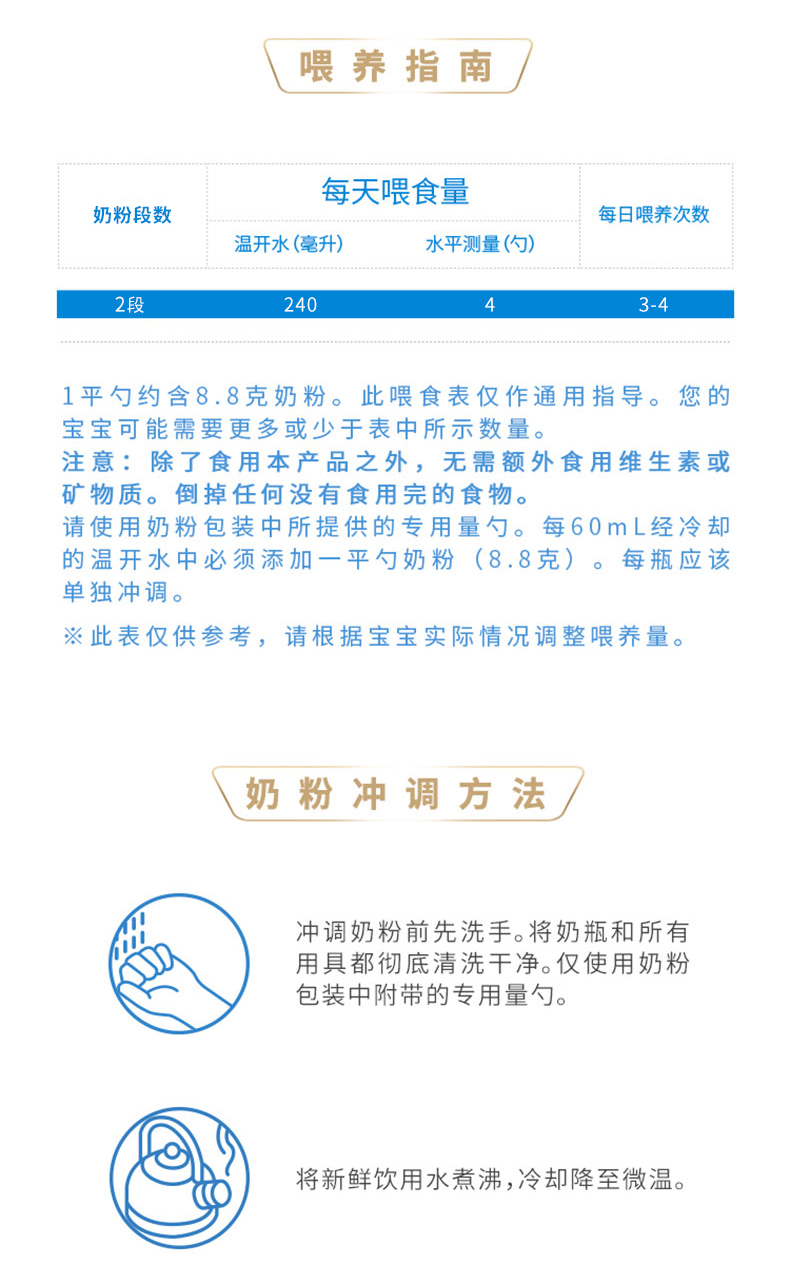 喂养指南
奶粉段数
每天喂食量
每日喂养次数
温开水(毫升)
水平测量(勺)
2段 240 4 3-4
1平勺约含8.8克奶粉。此喂食表仅作通用指导。您的
宝宝可能需要更多或少于表中所示数量。
注意：除了食用本产品之外，无需额外食用维生素或
矿物质。倒掉任何没有食用完的食物。
请使用奶粉包装中所提供的专用量勺。每60mL经冷却
的温开水中必须添加一平勺奶粉（8.8克）。每瓶应该
单独冲调。
※此表仅供参考，请根据宝宝实际情况调整喂养量。
奶粉冲调方法
冲调奶粉前先洗手。将奶瓶和所有
用具都彻底清洗干净。仅使用奶粉
包装中附带的专用量勺。
将新鲜饮用水煮沸，冷却降至微温。